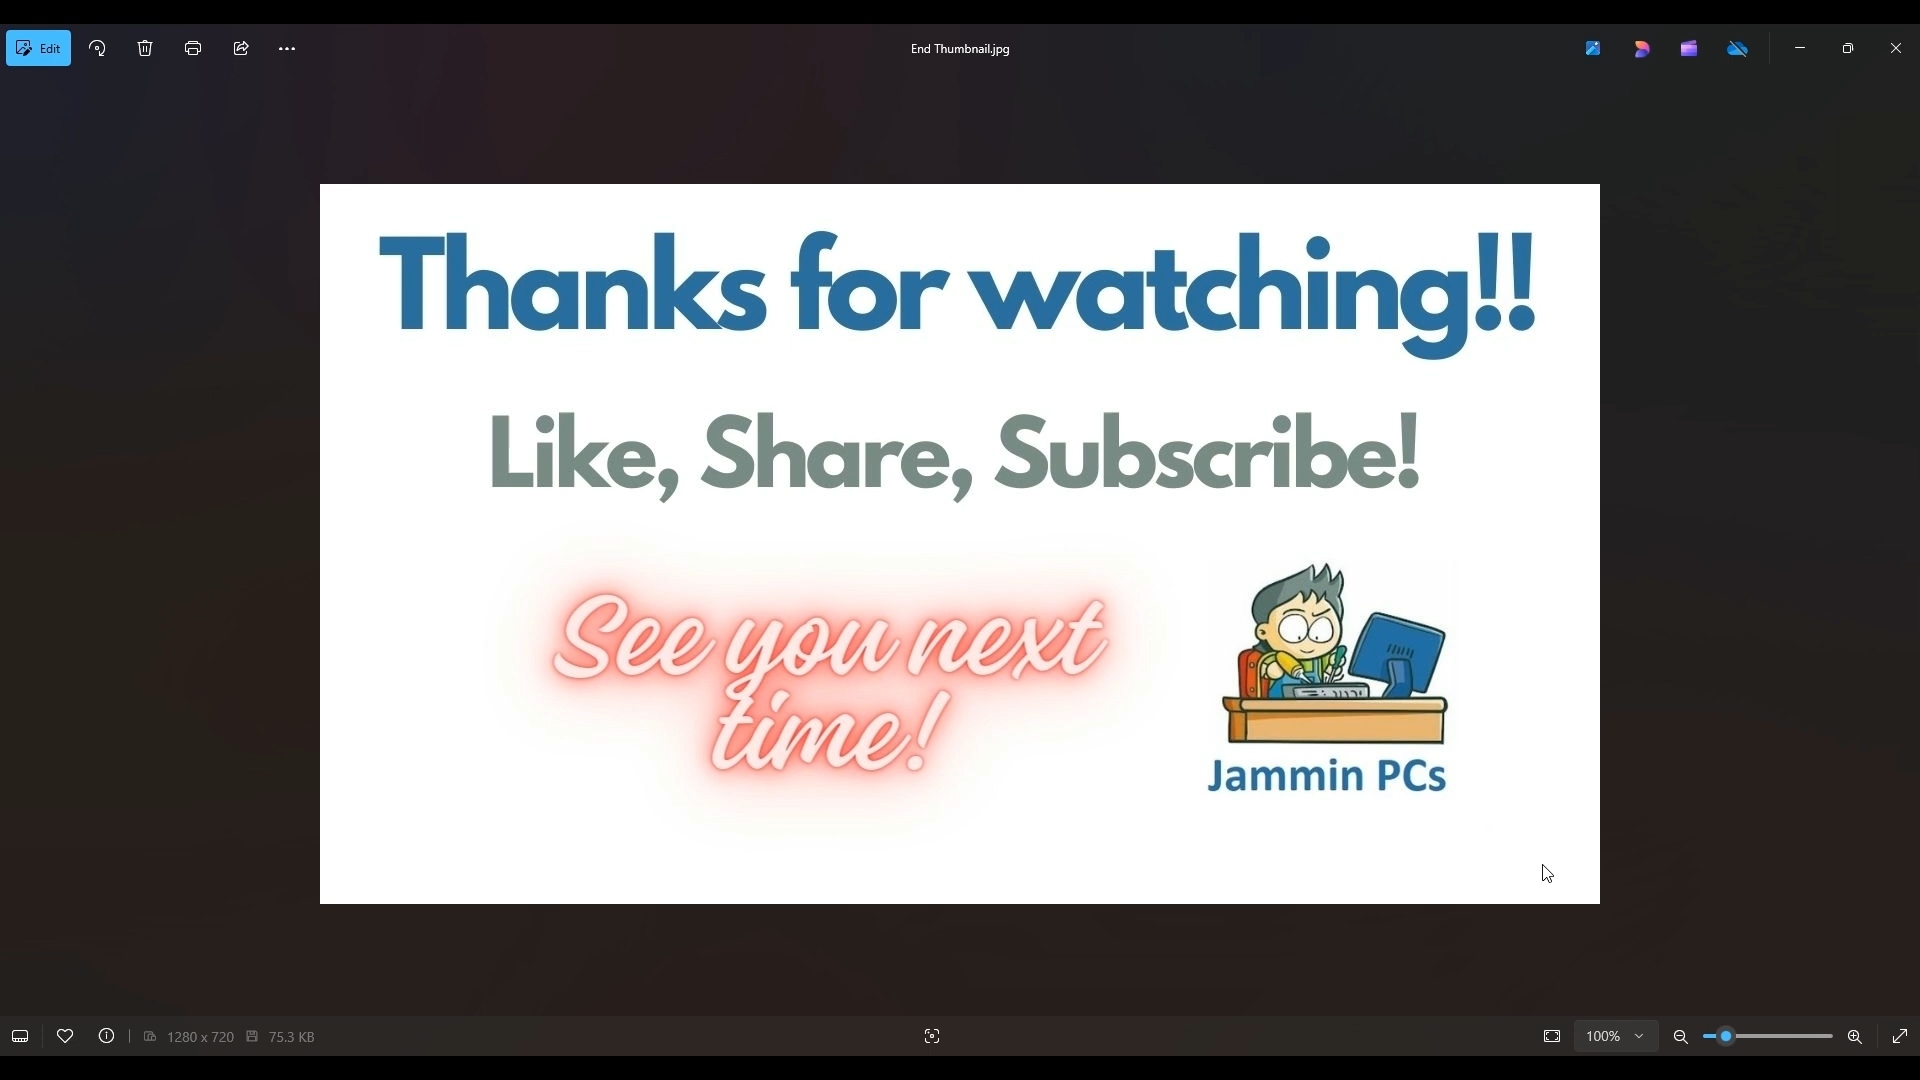 Edit
End Thumbnail.jpg
Thanks for watching!!
Like, Share, Subscribe!
See you next
time!
Jammin PCs
1280 x 720 75.3 KB
100%